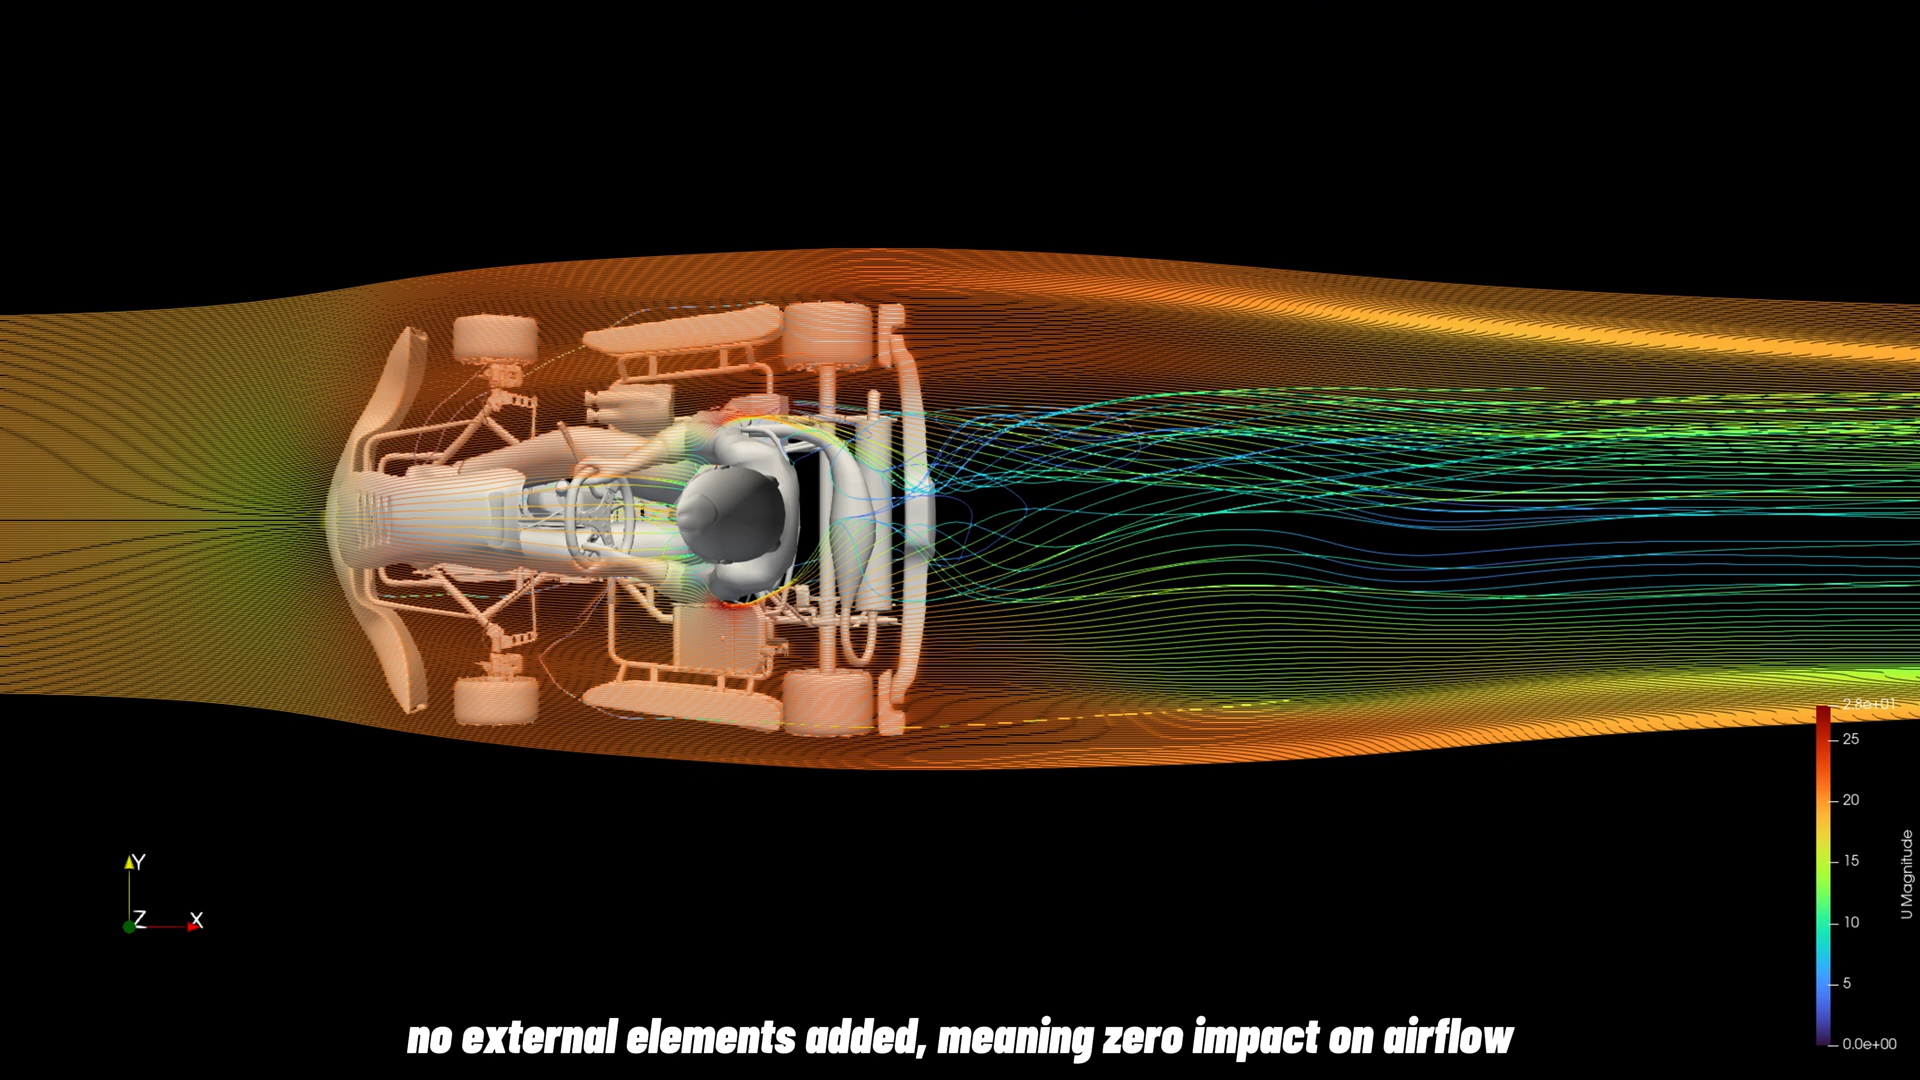 2.8e+01
25
20
15
10
5
0.0e+00
U Magnitude
Y
Z
X
no external elements added, meaning zero impact on airflow